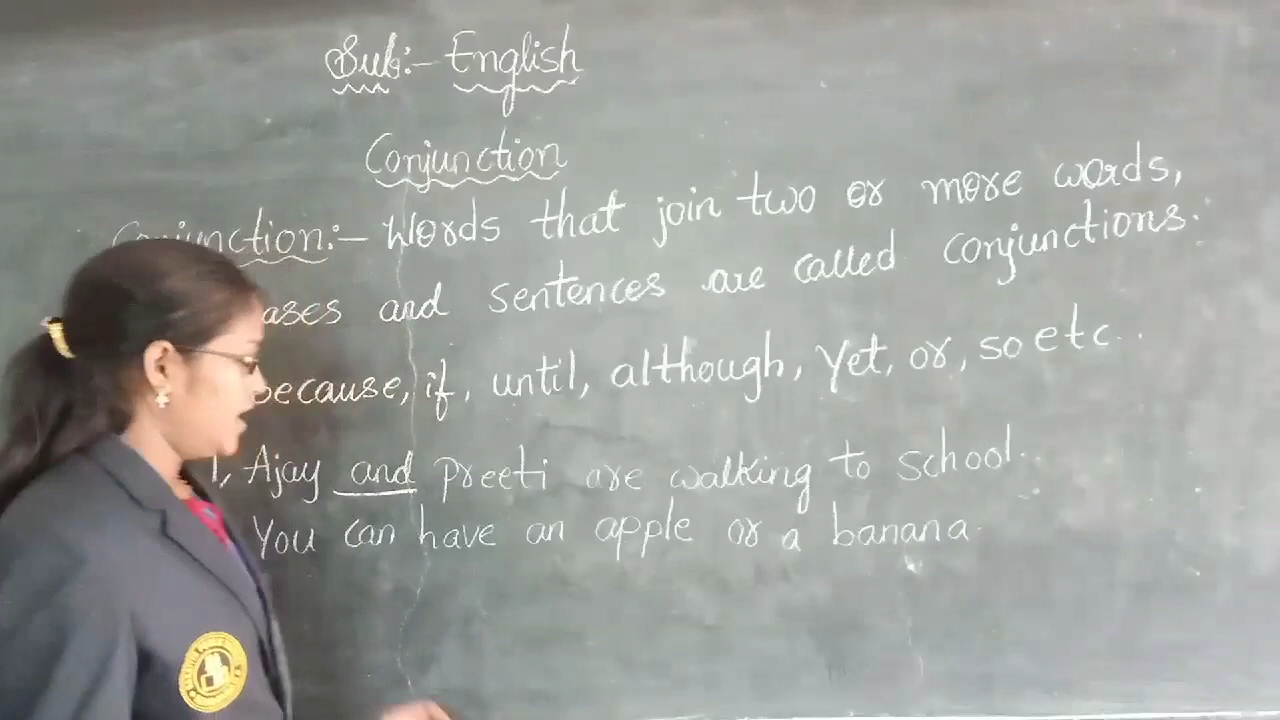 Sub:- English
Conjunction
Conjunction:- Words that join two or more words,
ases and sentences are called conjunctions.
because, if, until, although, yet, or, so etc..
1, Ajay and Preeti are walking to school.
You can have an apple or a banana.